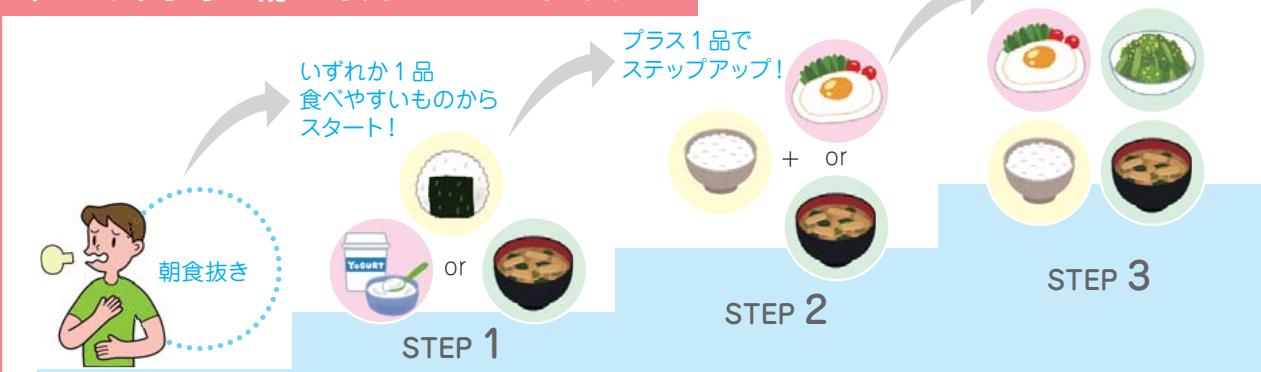 いずれか１品
食べやすいものから
スタート！
プラス１品で
ステップアップ！
朝食抜き
YOGURT
or
+ or
STEP 1
STEP 2
STEP 3